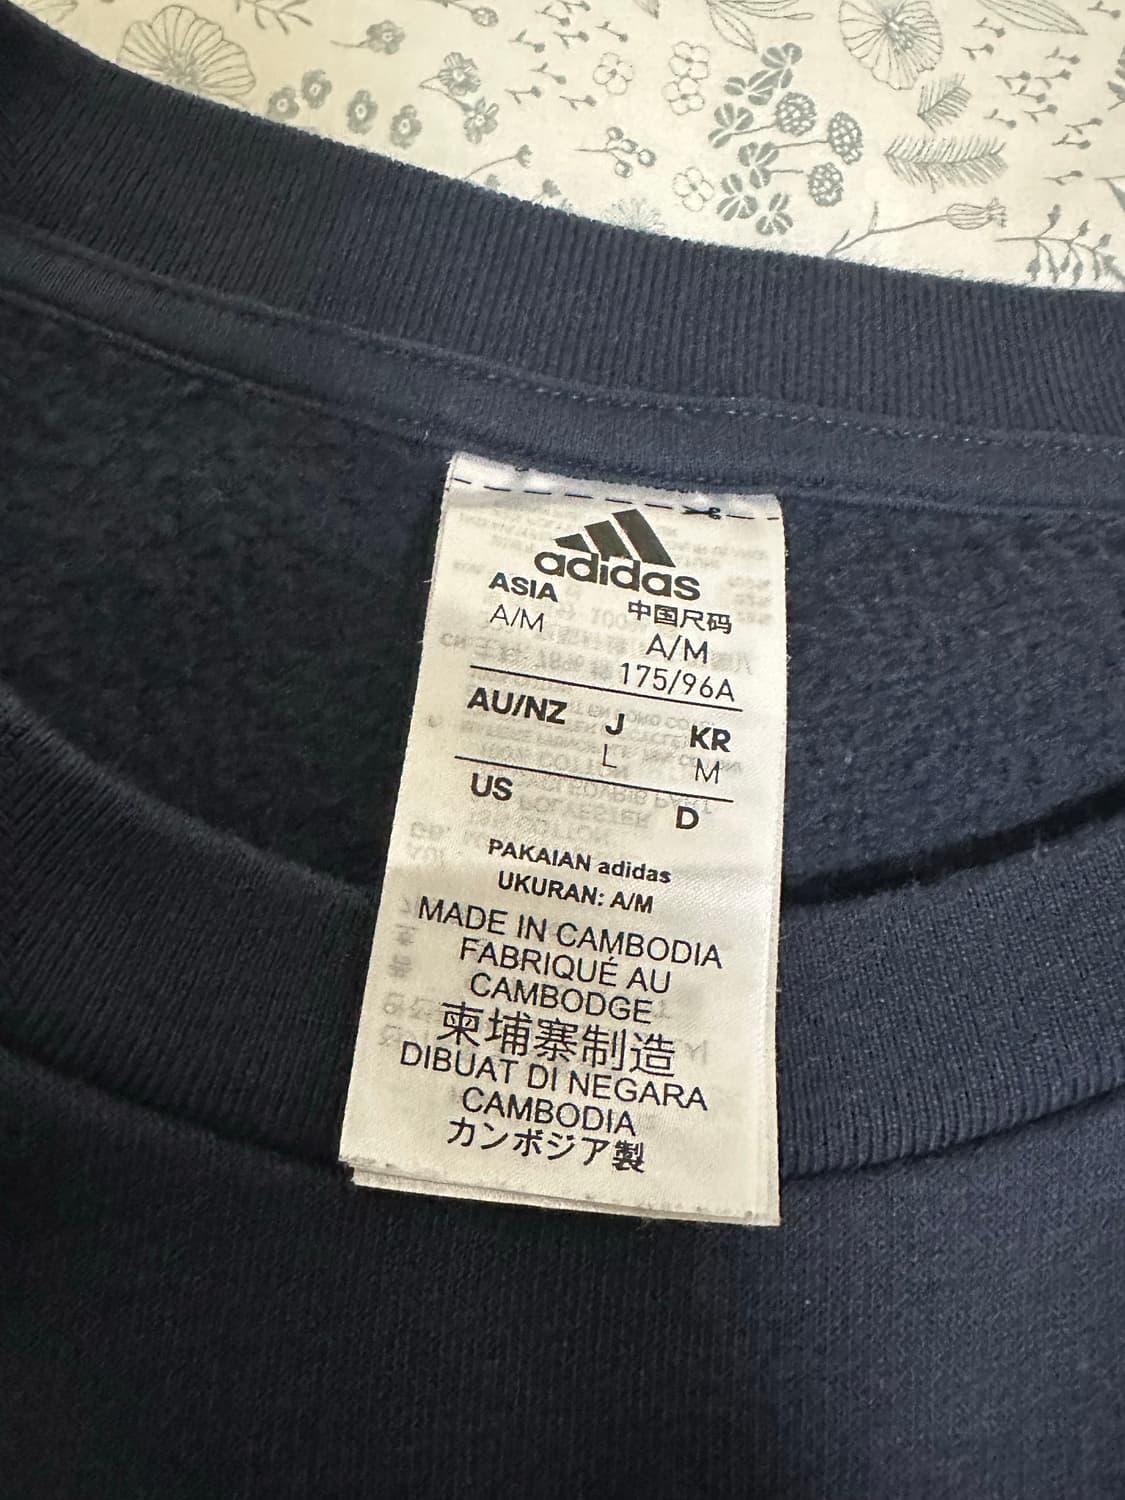 adidas
ASIA 中国尺码
A/M A/M
175/96A
AU/NZ J KR
L M
US D
PAKAIAN adidas
UKURAN: A/M
MADE IN CAMBODIA
FABRIQUÉ AU
CAMBODGE
柬埔寨制造
DIBUAT DI NEGARA
CAMBODIA
カンボジア製